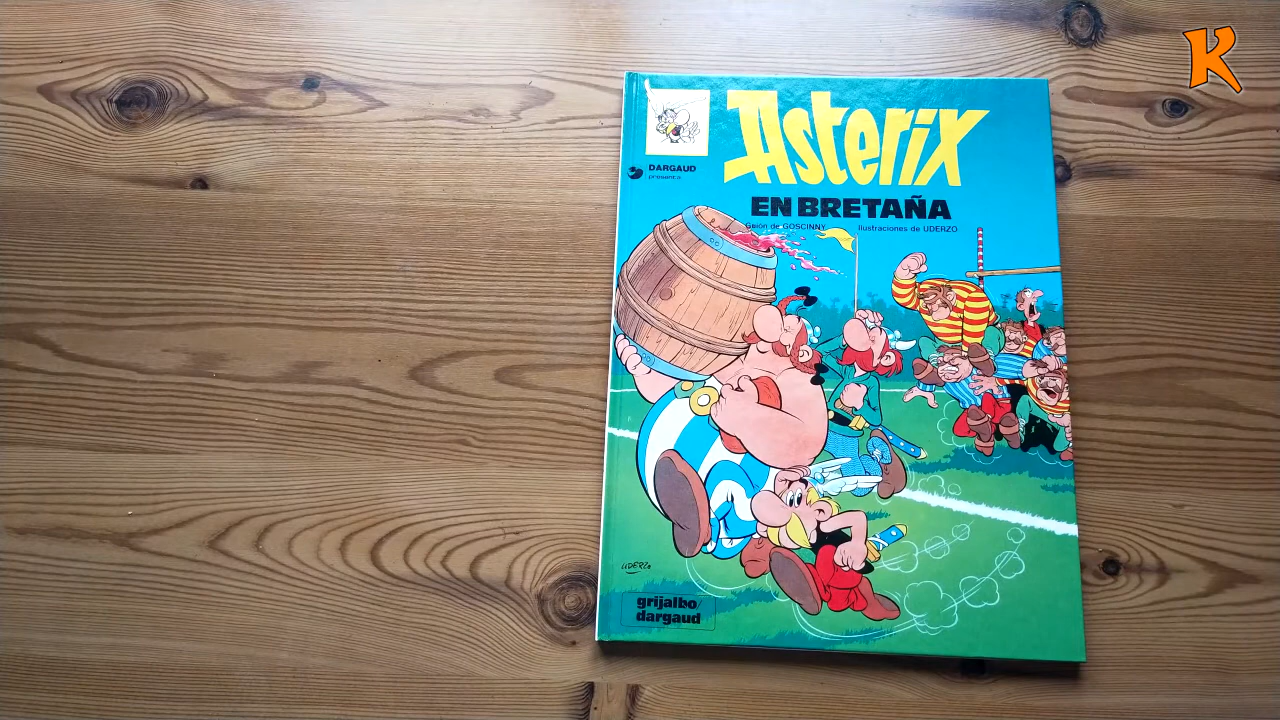 K
Asterix
DARGAUD
presenta
EN BRETAÑA
Guión de GOSCINNY Ilustraciones de UDERZO
UDERZO
grijalbo/
dargaud